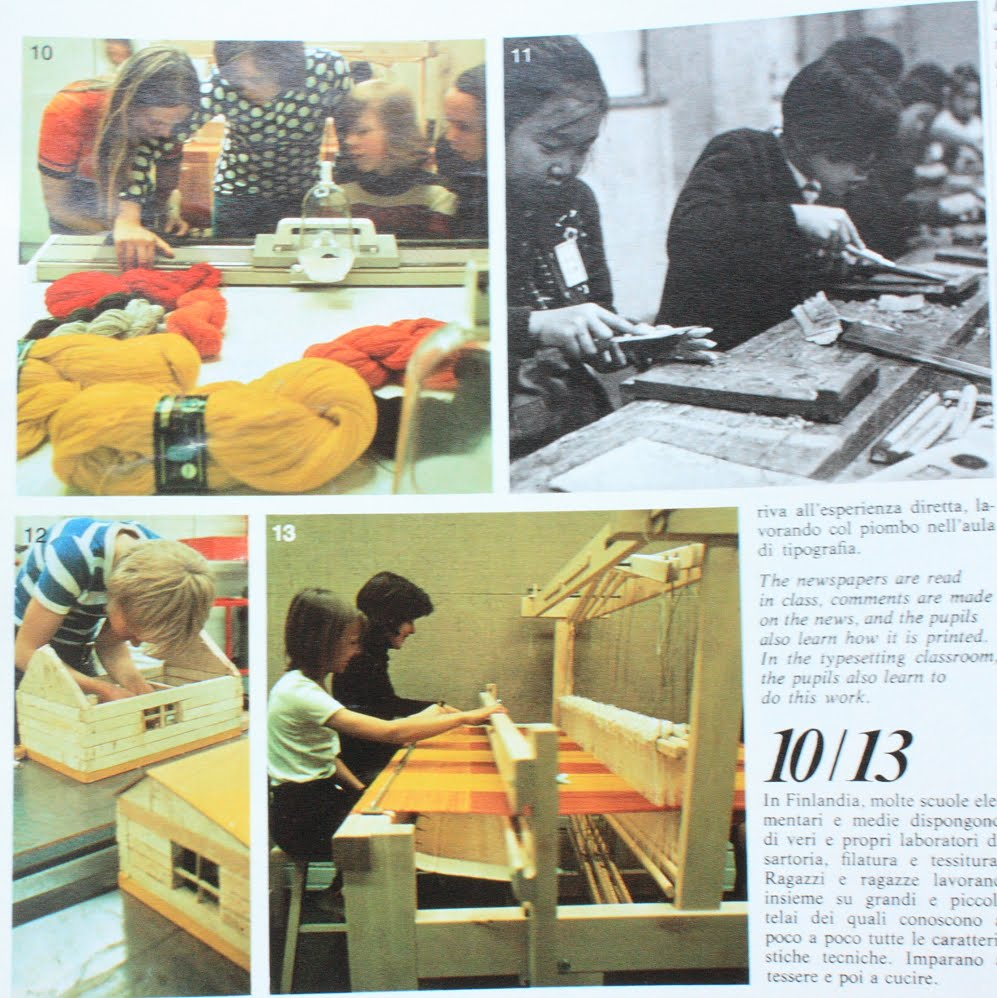 10
11
12
13
riva all'esperienza diretta, la-
vorando col piombo nell'aula
di tipografia.
The newspapers are read
in class, comments are made
on the news, and the pupils
also learn how it is printed.
In the typesetting classroom,
the pupils also learn to
do this work.
10/13
In Finlandia, molte scuole ele-
mentari e medie dispongono
di veri e propri laboratori di
sartoria, filatura e tessitura.
Ragazzi e ragazze lavorano
insieme su grandi e piccoli
telai dei quali conoscono a
poco a poco tutte le caratteri-
stiche tecniche. Imparano a
tessere e poi a cucire.